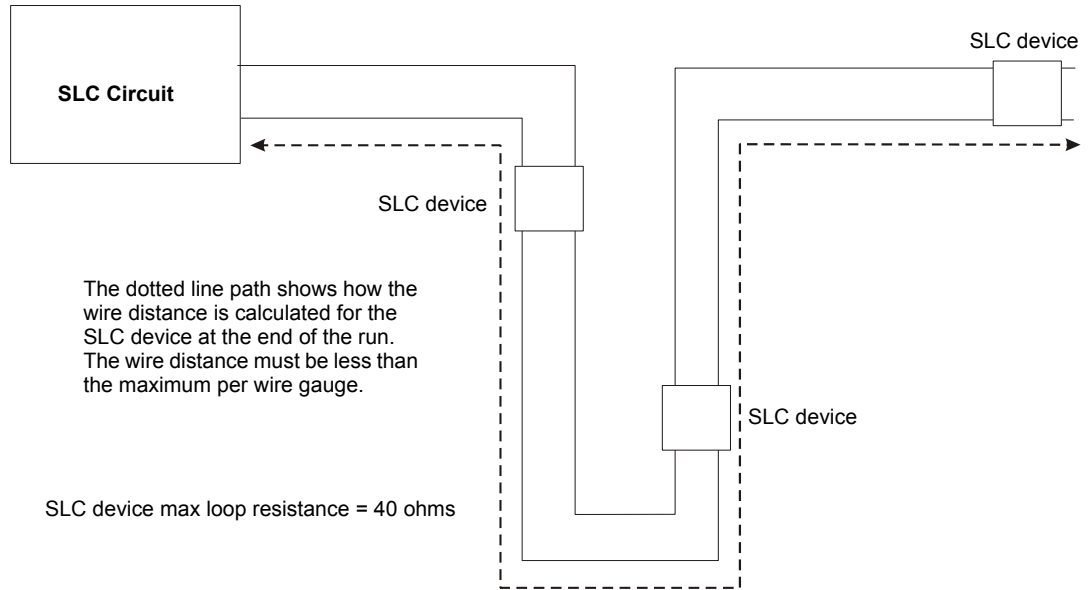 SLC device
SLC Circuit
SLC device
The dotted line path shows how the
wire distance is calculated for the
SLC device at the end of the run.
The wire distance must be less than
the maximum per wire gauge.
SLC device
SLC device max loop resistance = 40 ohms